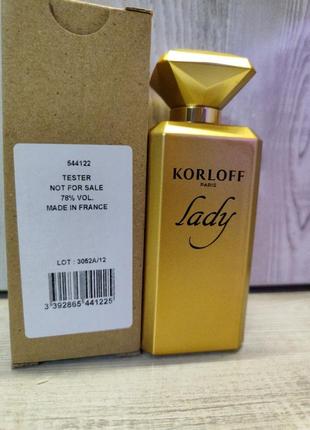 544122
TESTER
NOT FOR SALE
78% VOL.
MADE IN FRANCE
LOT : 3052A/12
3 392865 441225
KORLOFF
PARIS
Lady